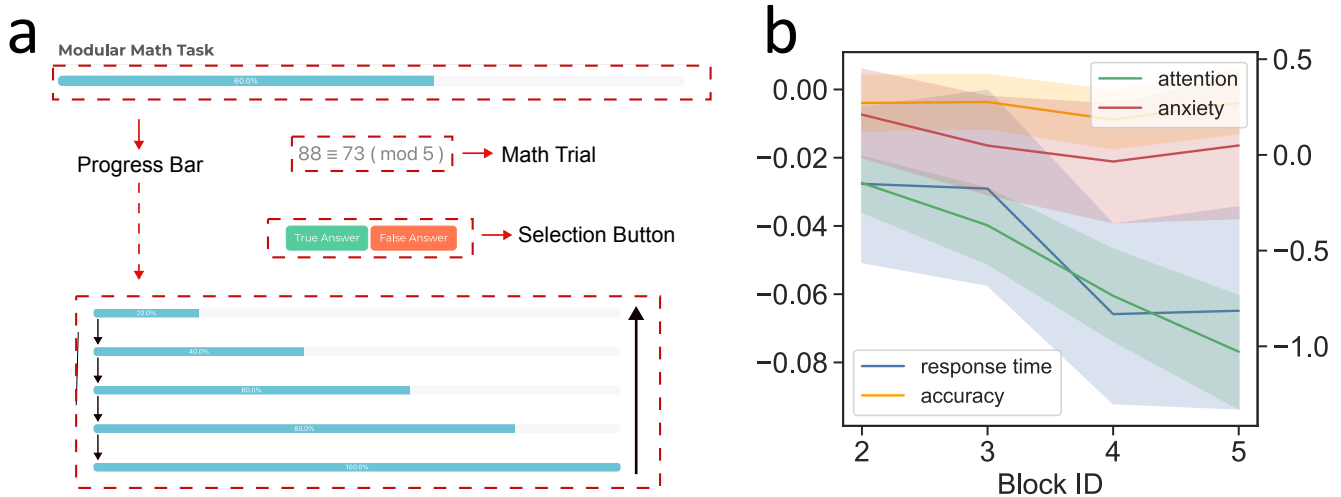 a
Modular Math Task
60.0%
Progress Bar
88 ≡ 73 ( mod 5 )
Math Trial
True Answer
False Answer
Selection Button
20.0%
40.0%
60.0%
80.0%
100.0%
b
0.00
−0.02
−0.04
−0.06
−0.08
0.5
0.0
−0.5
−1.0
attention
anxiety
response time
accuracy
2
3
4
5
Block ID